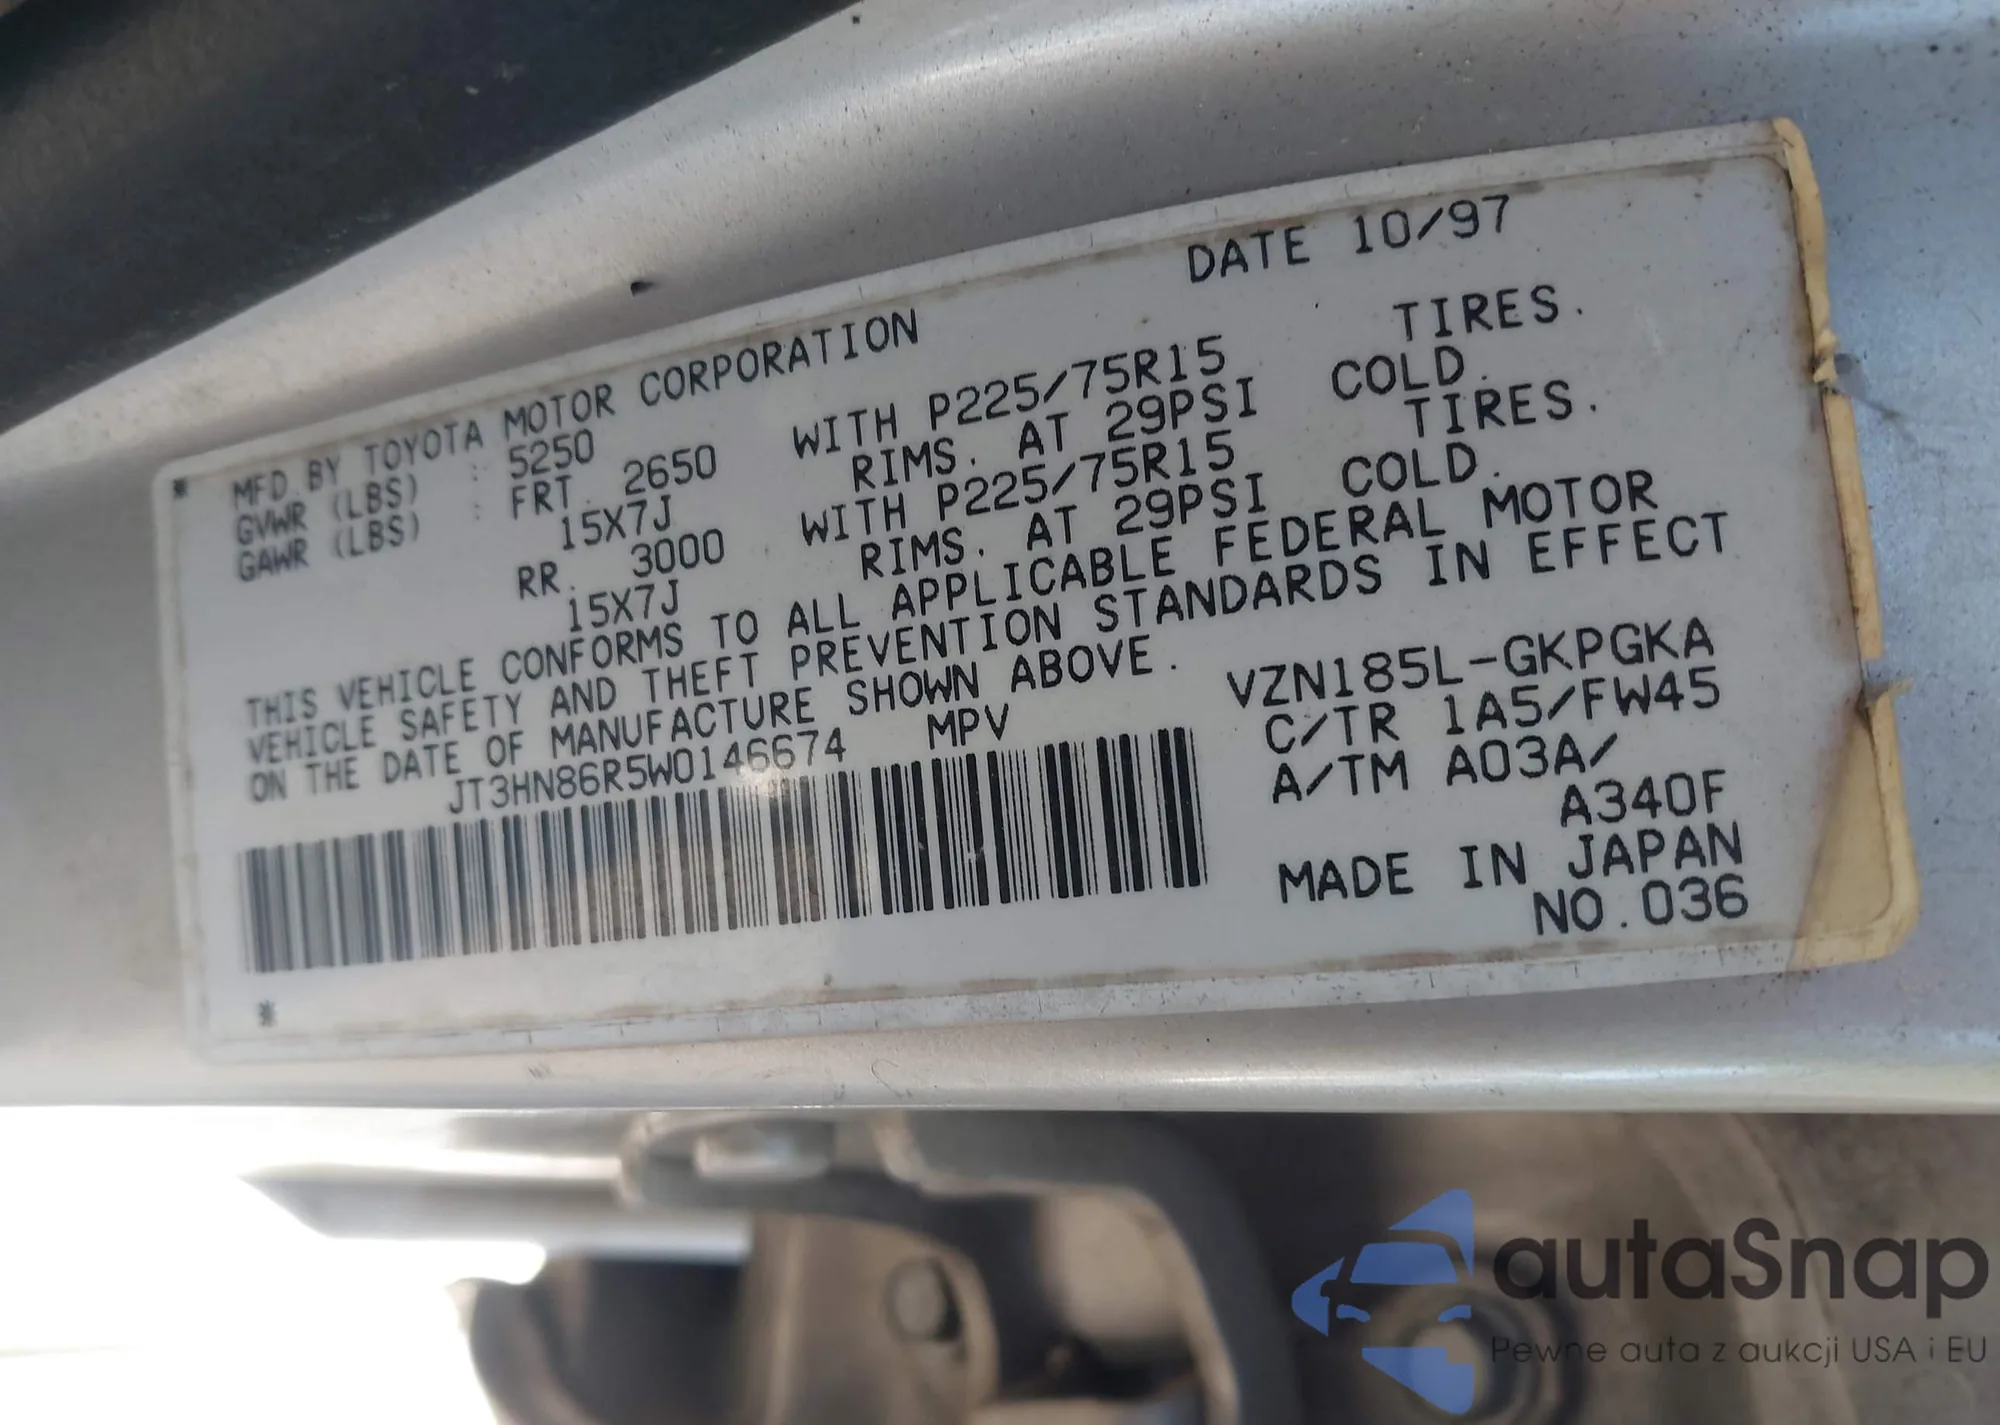 DATE 10/97
* MFD. BY TOYOTA MOTOR CORPORATION
GVWR (LBS) : 5250
GAWR (LBS) : FRT. 2650 WITH P225/75R15 TIRES.
15X7J RIMS. AT 29PSI COLD.
RR. 3000 WITH P225/75R15 TIRES.
15X7J RIMS. AT 29PSI COLD.
THIS VEHICLE CONFORMS TO ALL APPLICABLE FEDERAL MOTOR
VEHICLE SAFETY AND THEFT PREVENTION STANDARDS IN EFFECT
ON THE DATE OF MANUFACTURE SHOWN ABOVE.
JT3HN86R5W0146674 MPV
VZN185L-GKPGKA
C/TR 1A5/FW45
A/TM A03A/
A340F
MADE IN JAPAN
NO.036
*
autaSnap
Pewne auta z aukcji USA i EU